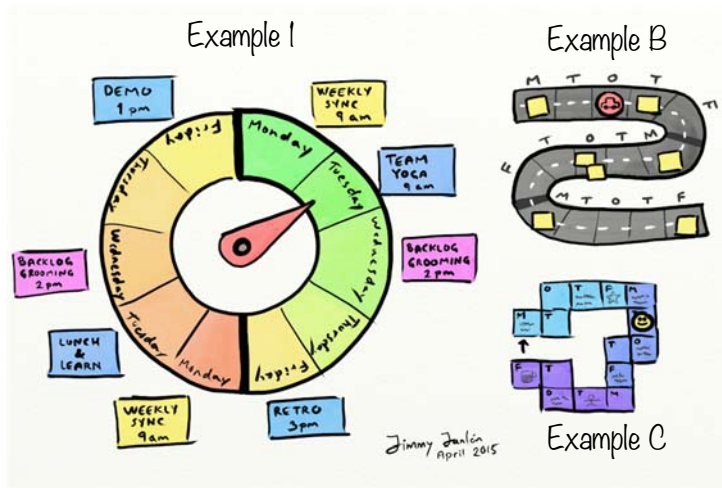 Example 1
DEMO
1 pm
WEEKLY
SYNC
9 am
TEAM
YOGA
9 am
BACKLOG
GROOMING
2 pm
RETRO
3pm
WEEKLY
SYNC
9am
LUNCH
&
LEARN
BACKLOG
GROOMING
2 pm
Monday
Tuesday
Wednesday
Thursday
Friday
Monday
Tuesday
Wednesday
Thursday
Friday
Jimmy Janlén
April 2015
Example B
M T O T F
M T O T F
M T O T F
Example C
M T O T F
M T O T F
M T O T F